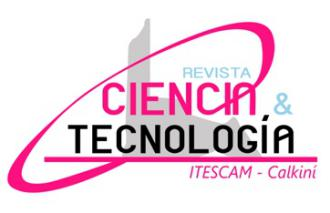 REVISTA
CIENCIA &
TECNOLOGÍA
ITESCAM - Calkiní